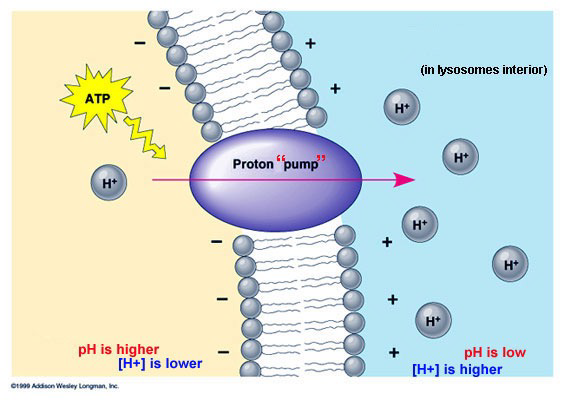 (in lysosomes interior)
ATP
H+
H+
H+
Proton "pump"
H+
H+
H+
H+
pH is higher
[H+] is lower
pH is low
[H+] is higher
©1999 Addison Wesley Longman, Inc.
- + - + - + - + - +